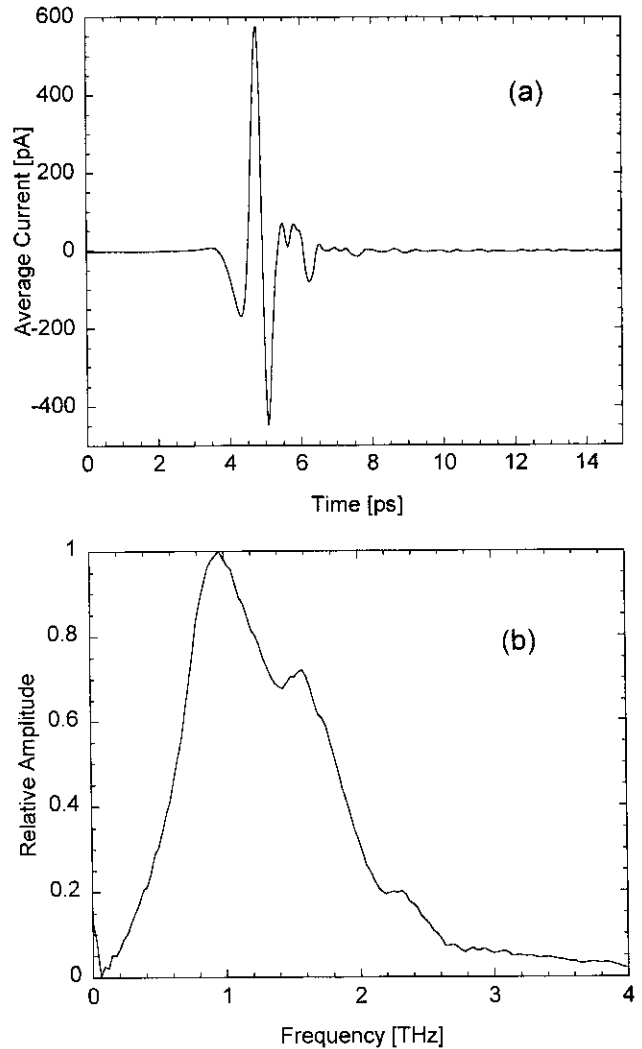 600
400
200
0
-200
-400
Average Current [pA]
(a)
0 2 4 6 8 10 12 14
Time [ps]
1
0.8
0.6
0.4
0.2
0
Relative Amplitude
(b)
0 1 2 3 4
Frequency [THz]